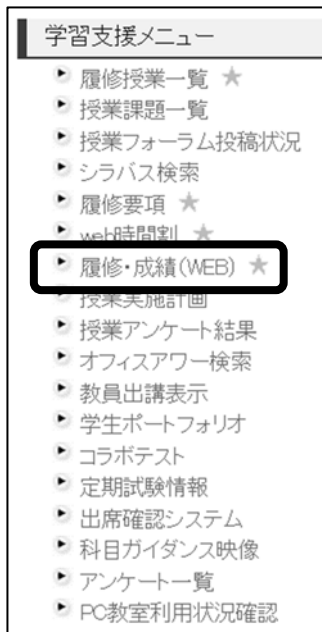 学習支援メニュー
履修授業一覧 ★
授業課題一覧
授業フォーラム投稿状況
シラバス検索
履修要項 ★
web時間割 ★
履修・成績(WEB) ★
授業実施計画
授業アンケート結果
オフィスアワー検索
教員出講表示
学生ポートフォリオ
コラボテスト
定期試験情報
出席確認システム
科目ガイダンス映像
アンケート一覧
PC教室利用状況確認